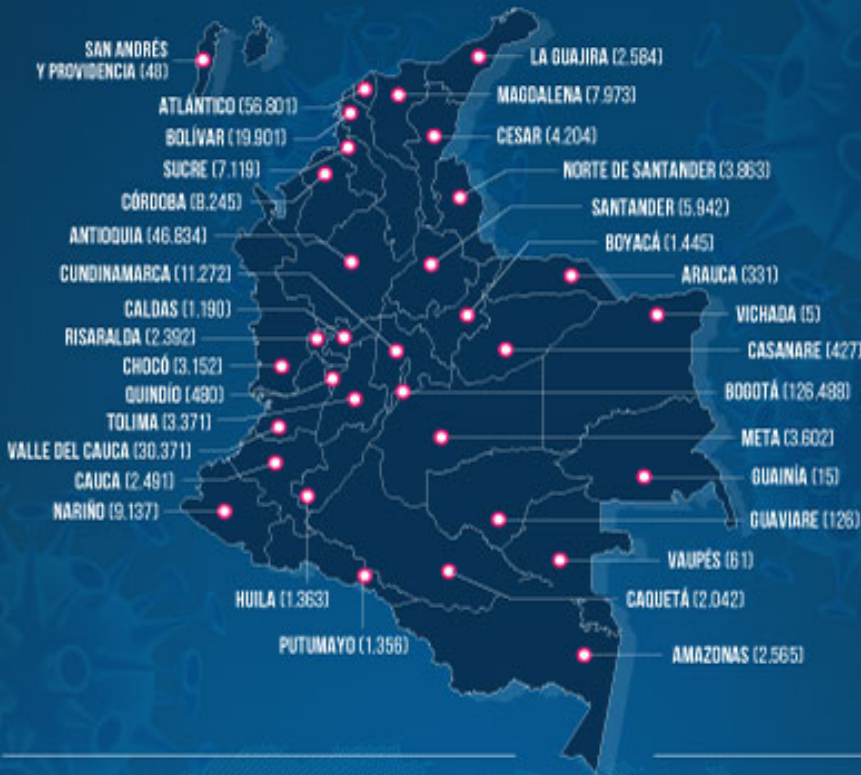 SAN ANDRÉS
Y PROVIDENCIA (48)
ATLÁNTICO (56.801)
BOLÍVAR (19.901)
SUCRE (7.119)
CÓRDOBA (8.245)
ANTIOQUIA (46.834)
CUNDINAMARCA (11.272)
CALDAS (1.190)
RISARALDA (2.392)
CHOCÓ (3.152)
QUINDÍO (480)
TOLIMA (3.371)
VALLE DEL CAUCA (30.371)
CAUCA (2.491)
NARIÑO (9.137)
HUILA (1.363)
PUTUMAYO (1.356)
LA GUAJIRA (2.584)
MAGDALENA (7.973)
CESAR (4.204)
NORTE DE SANTANDER (3.863)
SANTANDER (5.942)
BOYACÁ (1.445)
ARAUCA (331)
VICHADA (5)
CASANARE (427)
BOGOTÁ (126.488)
META (3.602)
GUAINÍA (15)
GUAVIARE (126)
VAUPÉS (61)
CAQUETÁ (2.042)
AMAZONAS (2.565)